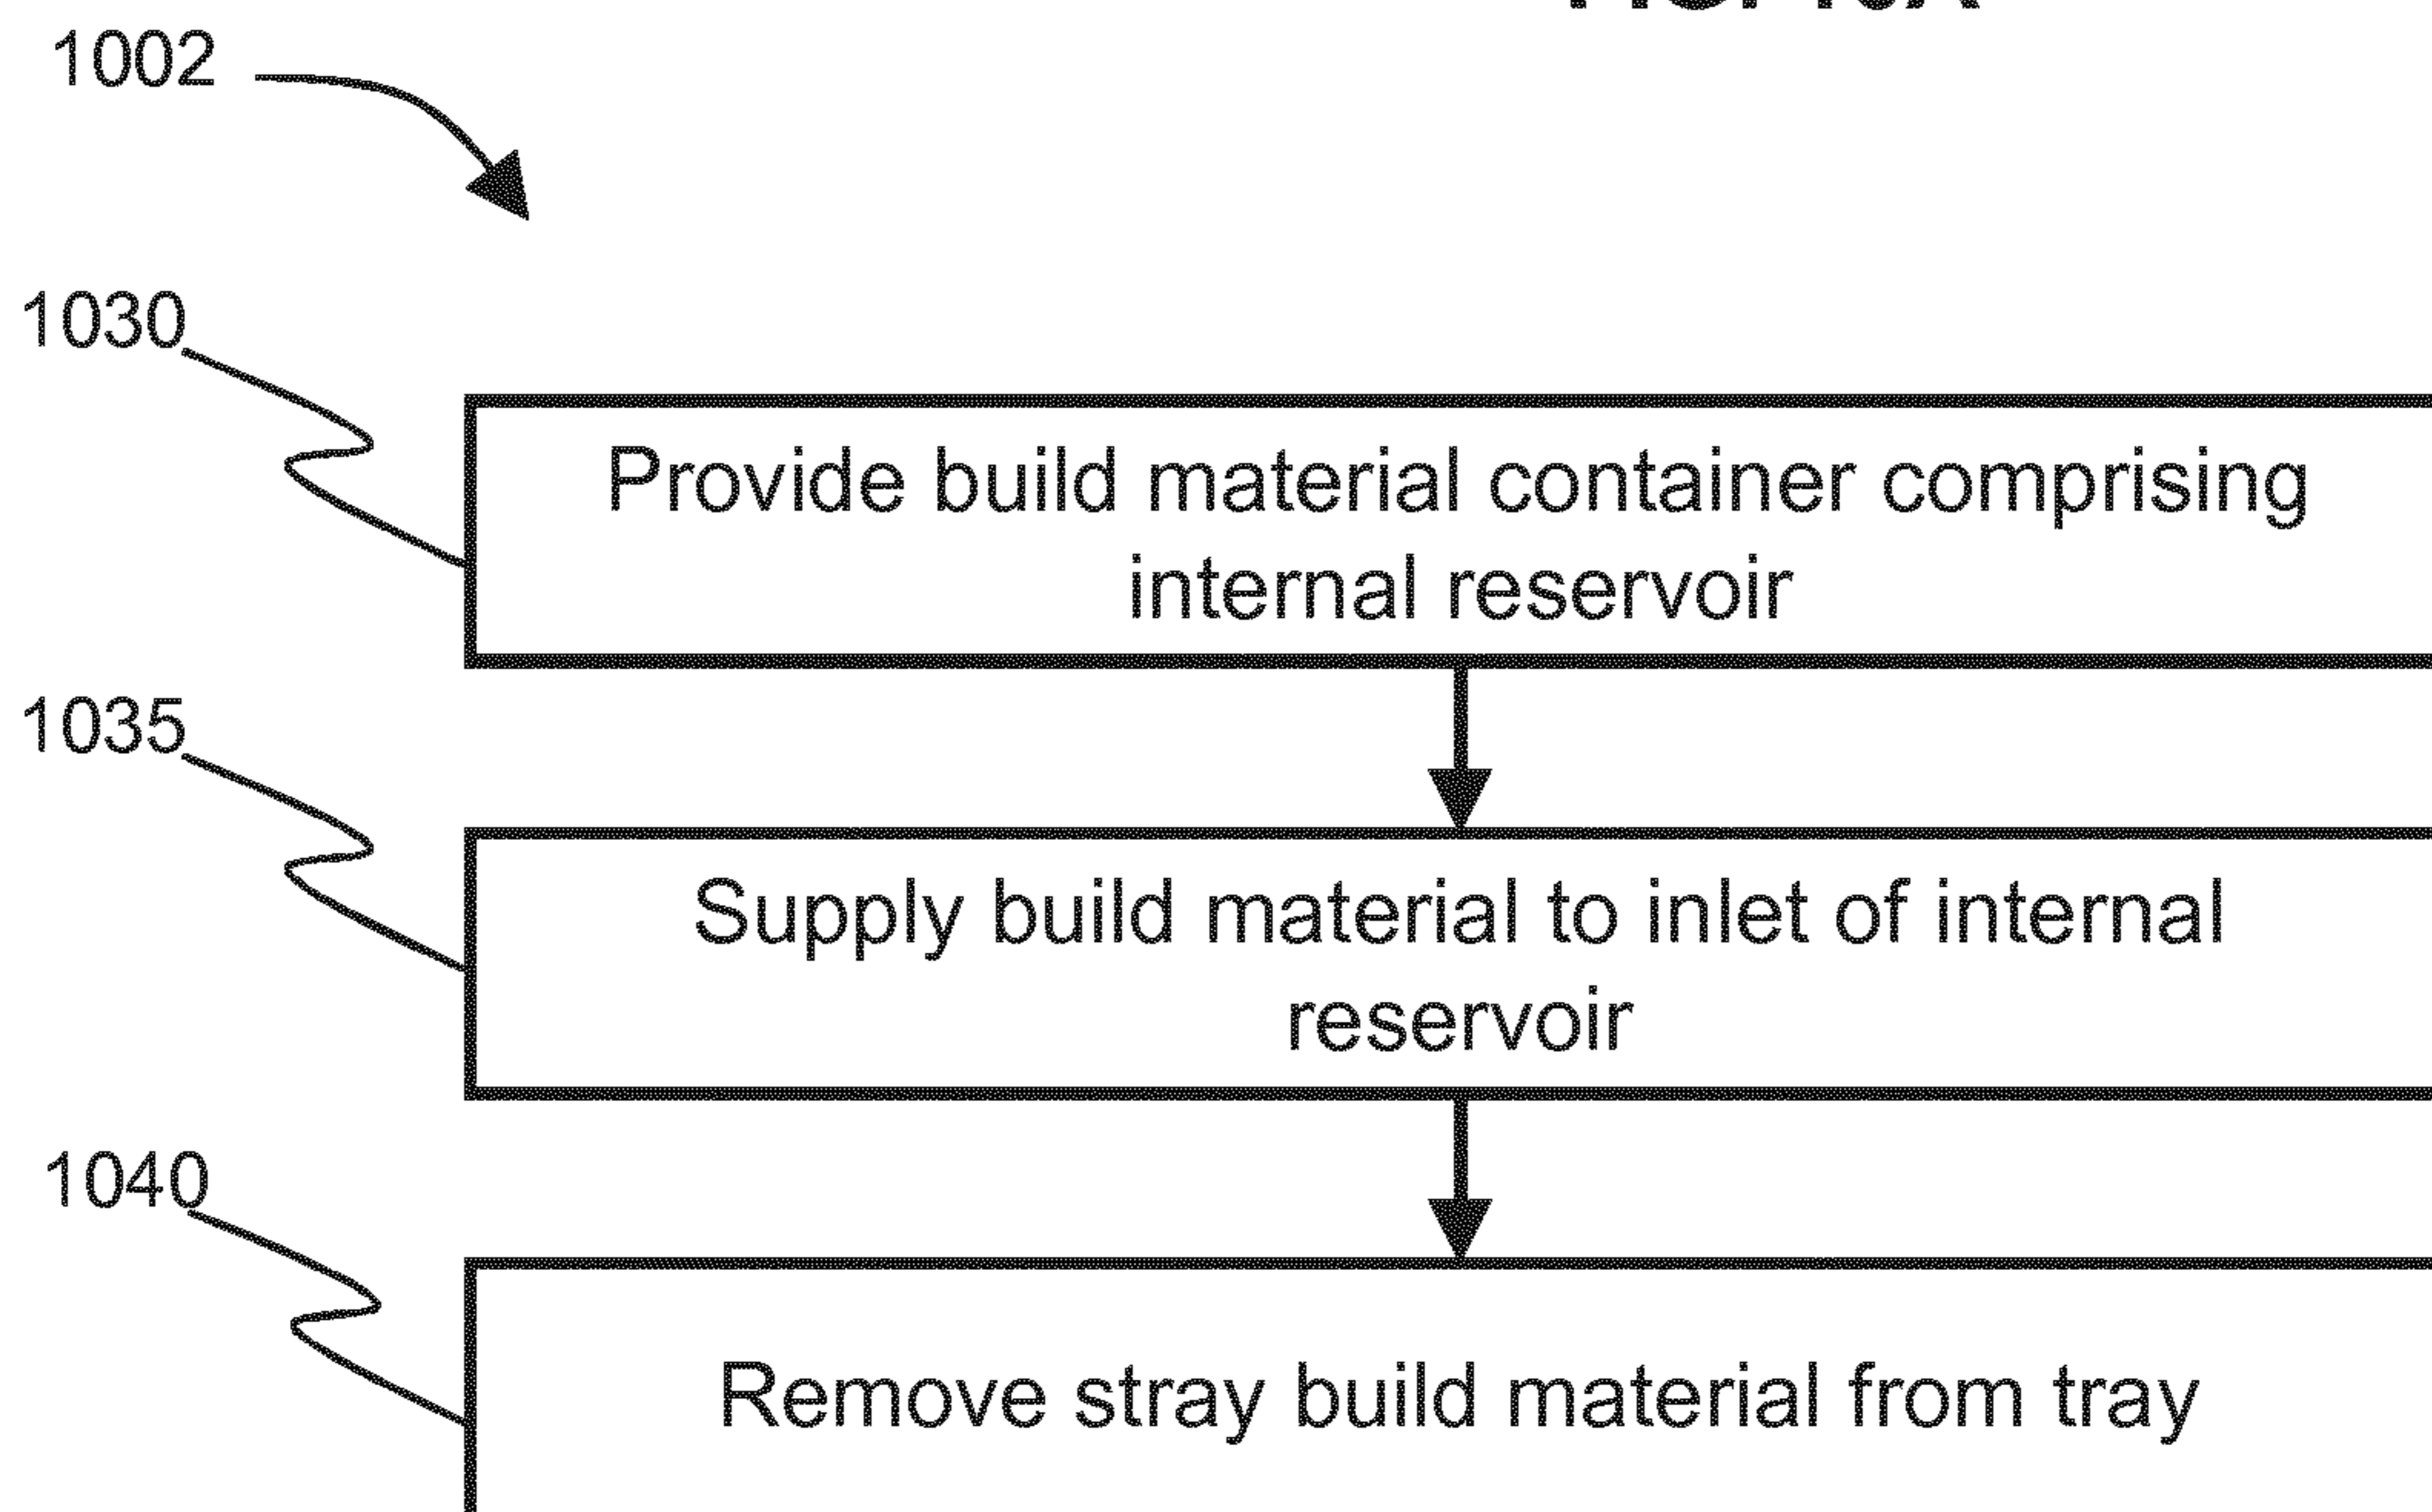 1002
1030
Provide build material container comprising
internal reservoir
1035
Supply build material to inlet of internal
reservoir
1040
Remove stray build material from tray